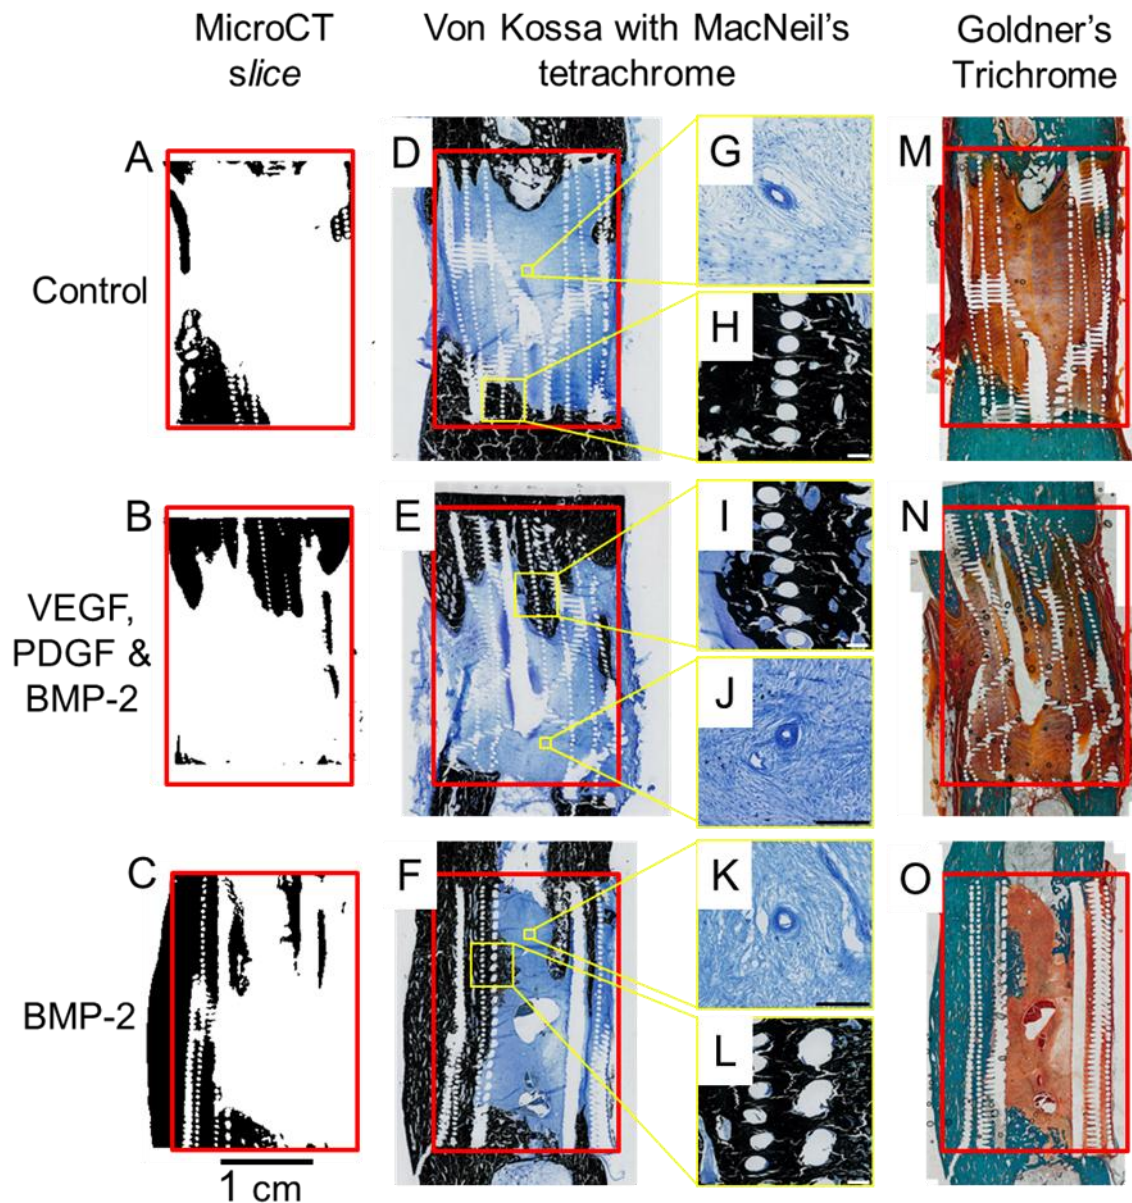 MicroCT
slice
Von Kossa with MacNeil's
tetrachrome
Goldner's
Trichrome
A
D
G
M
Control
H
B
E
I
N
VEGF,
PDGF &
BMP-2
J
C
F
K
O
BMP-2
L
1 cm